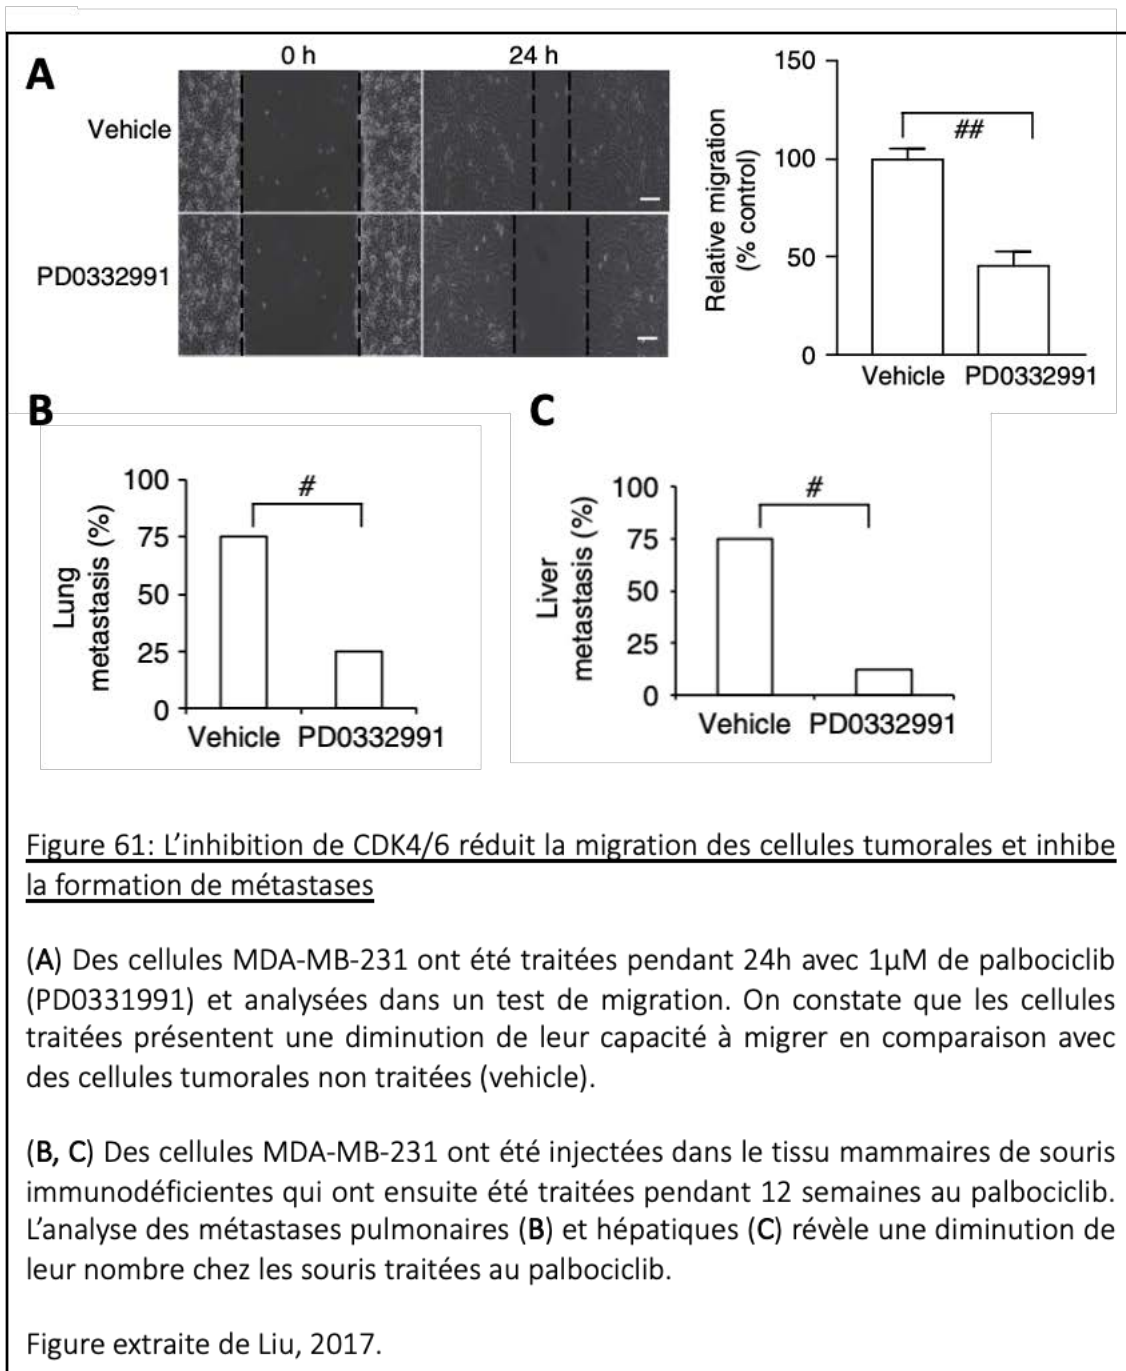 A
0 h
24 h
Vehicle
PD0332991
Relative migration
(% control)
150
100
50
0
##
Vehicle PD0332991
B
Lung
metastasis (%)
100
75
50
25
0
#
Vehicle PD0332991
C
Liver
metastasis (%)
100
75
50
25
0
#
Vehicle PD0332991
Figure 61: L’inhibition de CDK4/6 réduit la migration des cellules tumorales et inhibe
la formation de métastases
(A) Des cellules MDA-MB-231 ont été traitées pendant 24h avec 1µM de palbociclib
(PD0331991) et analysées dans un test de migration. On constate que les cellules
traitées présentent une diminution de leur capacité à migrer en comparaison avec
des cellules tumorales non traitées (vehicle).
(B, C) Des cellules MDA-MB-231 ont été injectées dans le tissu mammaires de souris
immunodéficientes qui ont ensuite été traitées pendant 12 semaines au palbociclib.
L’analyse des métastases pulmonaires (B) et hépatiques (C) révèle une diminution de
leur nombre chez les souris traitées au palbociclib.
Figure extraite de Liu, 2017.